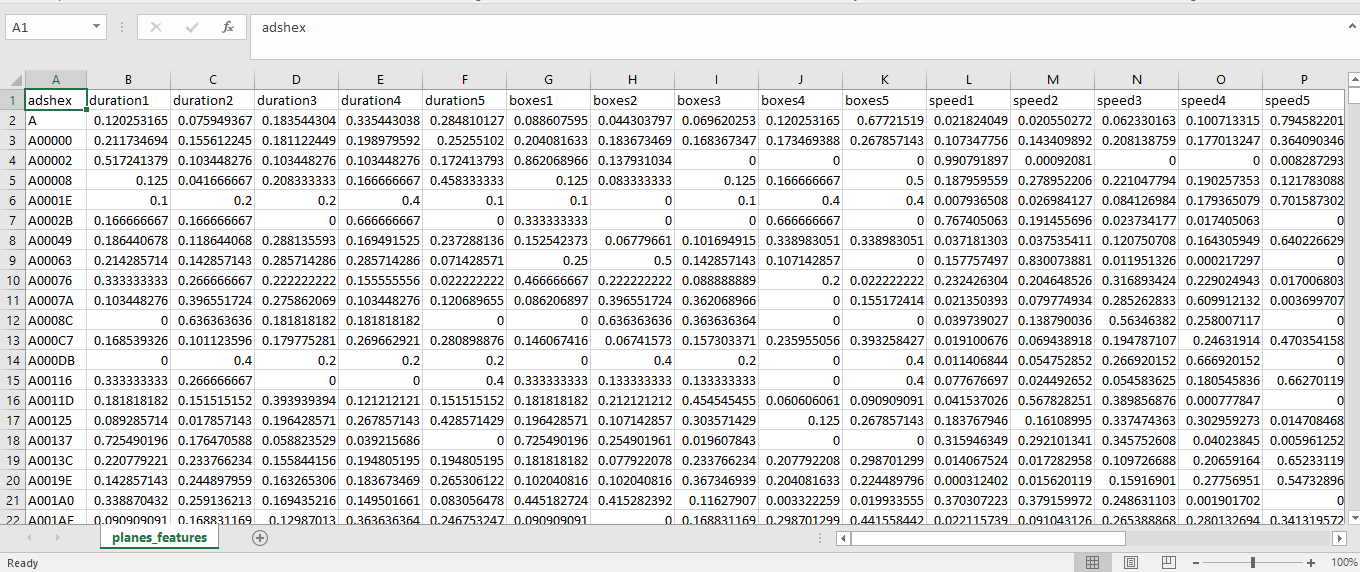 A1 fx adshex
A B C D E F G H I J K L M N O P
1 adshex duration1 duration2 duration3 duration4 duration5 boxes1 boxes2 boxes3 boxes4 boxes5 speed1 speed2 speed3 speed4 speed5
2 A 0.120253165 0.075949367 0.183544304 0.335443038 0.284810127 0.088607595 0.044303797 0.069620253 0.120253165 0.67721519 0.021824049 0.020550272 0.062330163 0.100713315 0.794582201
3 A00000 0.211734694 0.155612245 0.181122449 0.198979592 0.25255102 0.204081633 0.183673469 0.168367347 0.173469388 0.267857143 0.107347756 0.143409892 0.208138759 0.177013247 0.364090346
4 A00002 0.517241379 0.103448276 0.103448276 0.103448276 0.172413793 0.862068966 0.137931034 0 0 0 0.990791897 0.00092081 0 0 0.008287293
5 A00008 0.125 0.041666667 0.208333333 0.166666667 0.458333333 0.125 0.083333333 0.125 0.166666667 0.5 0.187959559 0.278952206 0.221047794 0.190257353 0.121783088
6 A0001E 0.1 0.2 0.2 0.4 0.1 0.1 0 0.1 0.4 0.4 0.007936508 0.026984127 0.084126984 0.179365079 0.701587302
7 A0002B 0.166666667 0.166666667 0 0.666666667 0 0.333333333 0 0 0.666666667 0 0.767405063 0.191455696 0.023734177 0.017405063 0
8 A00049 0.186440678 0.118644068 0.288135593 0.169491525 0.237288136 0.152542373 0.06779661 0.101694915 0.338983051 0.338983051 0.037181303 0.037535411 0.120750708 0.164305949 0.640226629
9 A00063 0.214285714 0.142857143 0.285714286 0.285714286 0.071428571 0.25 0.5 0.142857143 0.107142857 0 0.157757497 0.830073881 0.011951326 0.000217297 0
10 A00076 0.333333333 0.266666667 0.222222222 0.155555556 0.022222222 0.466666667 0.222222222 0.088888889 0.2 0.022222222 0.232426304 0.204648526 0.316893424 0.229024943 0.017006803
11 A0007A 0.103448276 0.396551724 0.275862069 0.103448276 0.120689655 0.086206897 0.396551724 0.362068966 0 0.155172414 0.021350393 0.079774934 0.285262833 0.609912132 0.003699707
12 A0008C 0 0.636363636 0.181818182 0.181818182 0 0 0.636363636 0.363636364 0 0 0.039739027 0.138790036 0.56346382 0.258007117 0
13 A000C7 0.168539326 0.101123596 0.179775281 0.269662921 0.280898876 0.146067416 0.06741573 0.157303371 0.235955056 0.393258427 0.019100676 0.069438918 0.194787107 0.24631914 0.470354158
14 A000DB 0 0.4 0.2 0.2 0.2 0 0.4 0.2 0 0.4 0.011406844 0.054752852 0.266920152 0.666920152 0
15 A00116 0.333333333 0.266666667 0 0 0.4 0.333333333 0.133333333 0.133333333 0 0.4 0.077676697 0.024492652 0.054583625 0.180545836 0.66270119
16 A0011D 0.181818182 0.151515152 0.393939394 0.121212121 0.151515152 0.181818182 0.212121212 0.454545455 0.060606061 0.090909091 0.041537026 0.567828251 0.389856876 0.000777847 0
17 A00125 0.089285714 0.017857143 0.196428571 0.267857143 0.428571429 0.196428571 0.107142857 0.303571429 0.125 0.267857143 0.183767949 0.16108995 0.337474363 0.302959273 0.014708468
18 A00137 0.725490196 0.176470588 0.058823529 0.039215686 0 0.725490196 0.254901961 0.019607843 0 0 0.315946349 0.292101341 0.345752608 0.04023845 0.005961252
19 A0013C 0.220779221 0.233766234 0.155844156 0.194805195 0.194805195 0.181818182 0.077922078 0.233766234 0.207792208 0.298701299 0.014067524 0.017282958 0.109726688 0.20659164 0.65233119
20 A0019E 0.142857143 0.244897959 0.163265306 0.183673469 0.265306122 0.102040816 0.102040816 0.367346939 0.204081633 0.224489796 0.000312402 0.015620119 0.15916901 0.27756951 0.54732896
21 A001A0 0.338870432 0.259136213 0.169435216 0.149501661 0.083056478 0.445182724 0.415282392 0.11627907 0.003322259 0.019933555 0.370307223 0.379159972 0.248631103 0.001901702 0
22 A001AE 0.090909091 0.168831169 0.12987013 0.363636364 0.246753247 0.090909091 0 0.168831169 0.298701299 0.441558442 0.022115739 0.091043126 0.265388868 0.280132694 0.341319572
planes_features
Ready 100%